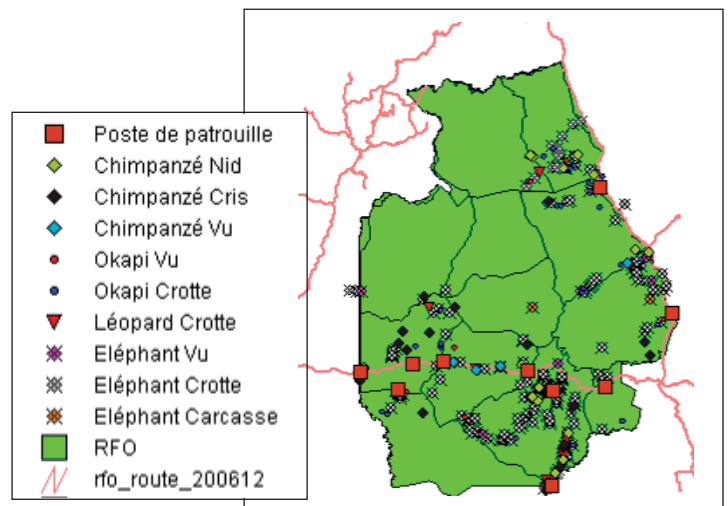 Poste de patrouille
Chimpanzé Nid
Chimpanzé Cris
Chimpanzé Vu
Okapi Vu
Okapi Crotte
Léopard Crotte
Eléphant Vu
Eléphant Crotte
Eléphant Carcasse
RFO
rfo_route_200612